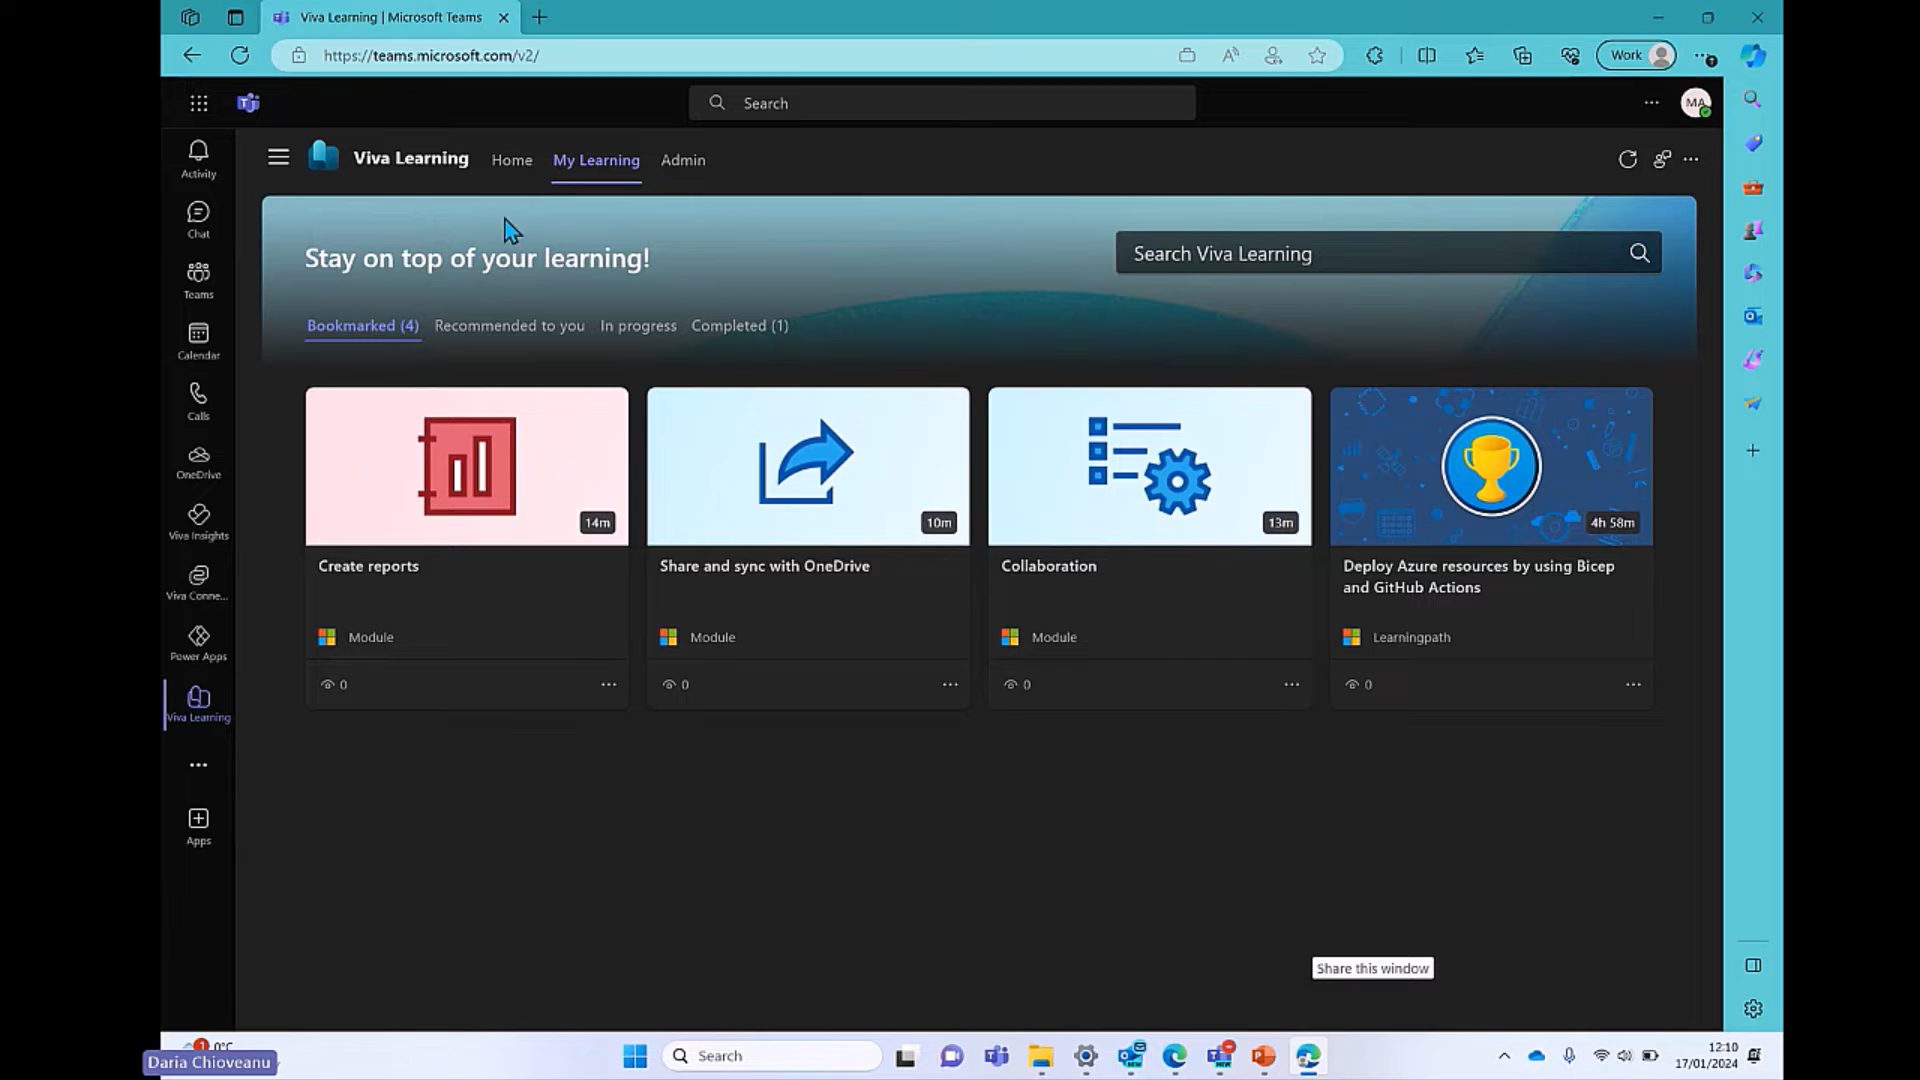 Viva Learning | Microsoft Teams
https://teams.microsoft.com/v2/
Work
Search
MA
Activity
Chat
Teams
Calendar
Calls
OneDrive
Viva Insights
Viva Conne...
Power Apps
Viva Learning
Apps
Viva Learning Home My Learning Admin
Stay on top of your learning!
Search Viva Learning
Bookmarked (4) Recommended to you In progress Completed (1)
14m
Create reports
Module
0
10m
Share and sync with OneDrive
Module
0
13m
Collaboration
Module
0
4h 58m
Deploy Azure resources by using Bicep
and GitHub Actions
Learningpath
0
Share this window
1 0°C
Daria Chioveanu
Search
12:10
17/01/2024